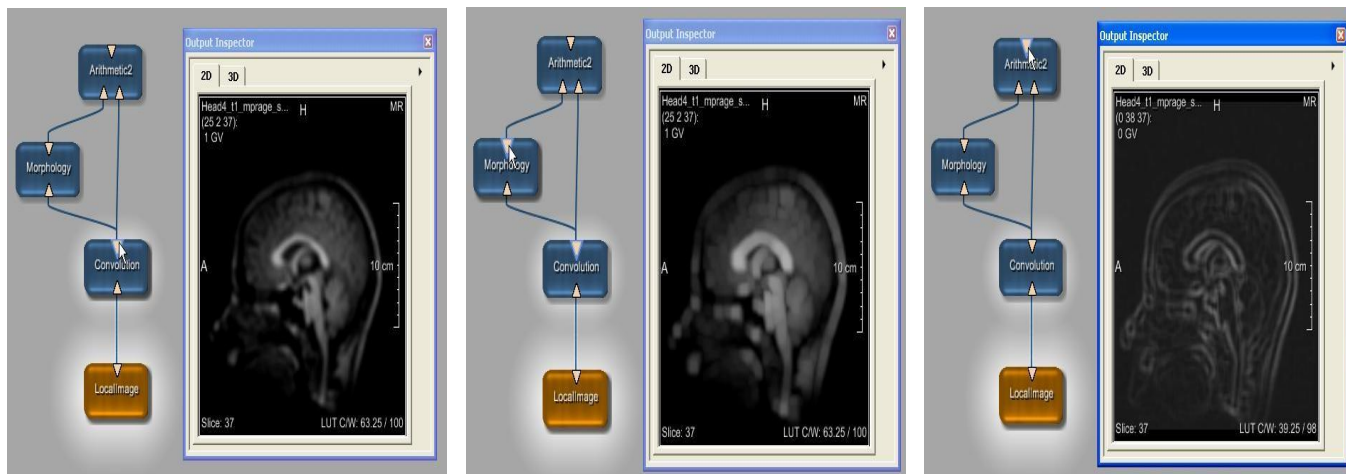 Arithmetic2
Morphology
Convolution
LocalImage
Output Inspector
2D 3D
Head4_t1_mprage_s... H MR
(25 2 37):
1 GV
A
10 cm
Slice: 37 LUT C/W: 63.25 / 100
Arithmetic2
Morphology
Convolution
LocalImage
Output Inspector
2D 3D
Head4_t1_mprage_s... H MR
(25 2 37):
1 GV
A
10 cm
Slice: 37 LUT C/W: 63.25 / 100
Arithmetic2
Morphology
Convolution
LocalImage
Output Inspector
2D 3D
Head4_t1_mprage_s... H MR
(0 38 37):
0 GV
A
10 cm
Slice: 37 LUT C/W: 39.25 / 98